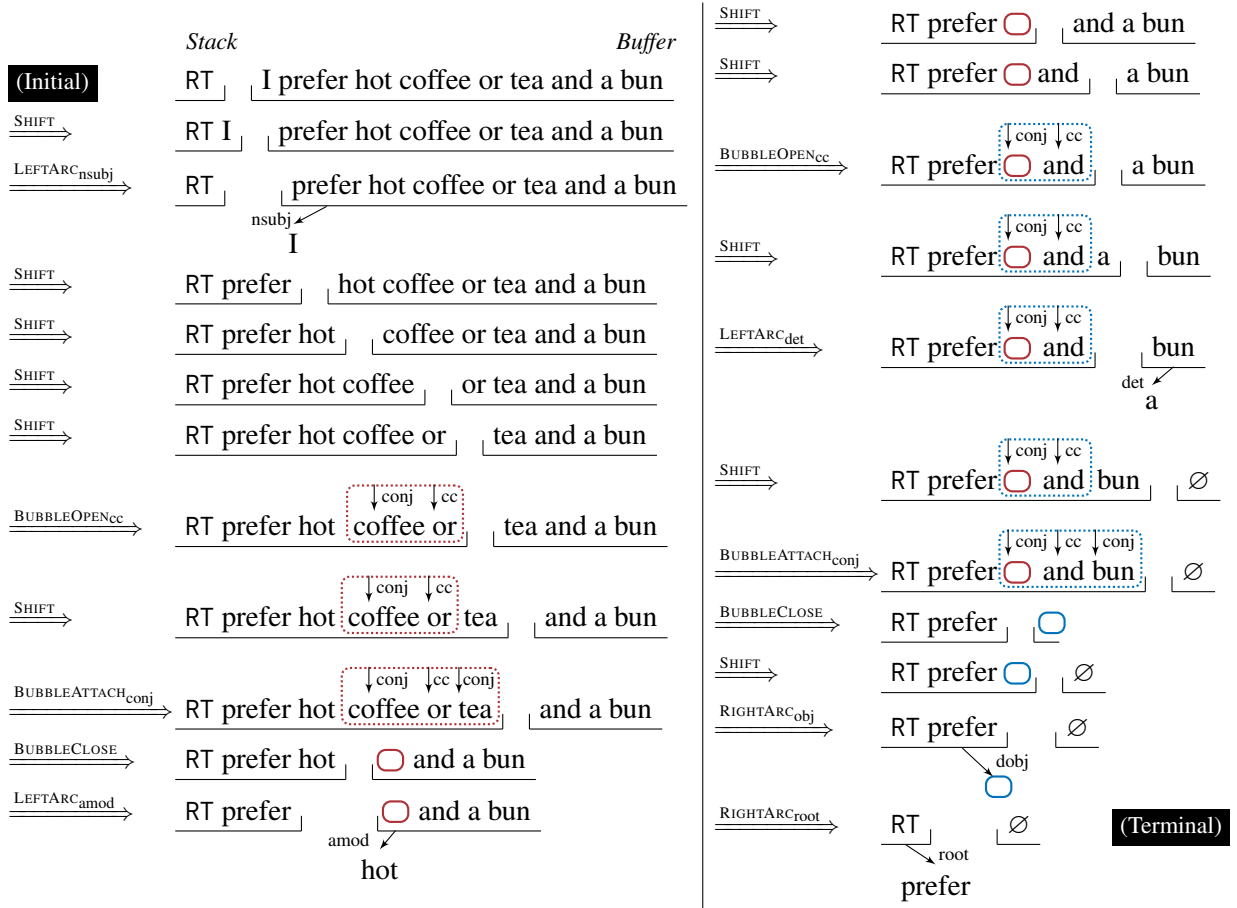 Stack Buffer
(Initial) RT I prefer hot coffee or tea and a bun
SHIFT RT I prefer hot coffee or tea and a bun
LEFTARCnsubj RT prefer hot coffee or tea and a bun
nsubj
I
SHIFT RT prefer hot coffee or tea and a bun
SHIFT RT prefer hot coffee or tea and a bun
SHIFT RT prefer hot coffee or tea and a bun
SHIFT RT prefer hot coffee or tea and a bun
conj cc
BUBBLEOPENcc RT prefer hot coffee or tea and a bun
conj cc
SHIFT RT prefer hot coffee or tea and a bun
conj cc conj
BUBBLEATTACHconj RT prefer hot coffee or tea and a bun
BUBBLECLOSE RT prefer hot and a bun
LEFTARCamod RT prefer and a bun
amod
hot
SHIFT RT prefer and a bun
SHIFT RT prefer and a bun
conj cc
BUBBLEOPENcc RT prefer and a bun
conj cc
SHIFT RT prefer and a bun
conj cc
LEFTARCdet RT prefer and bun
det
a
conj cc
SHIFT RT prefer and bun ∅
conj cc conj
BUBBLEATTACHconj RT prefer and bun ∅
BUBBLECLOSE RT prefer
SHIFT RT prefer ∅
RIGHTARCobj RT prefer ∅
dobj
RIGHTARCroot RT ∅ (Terminal)
root
prefer